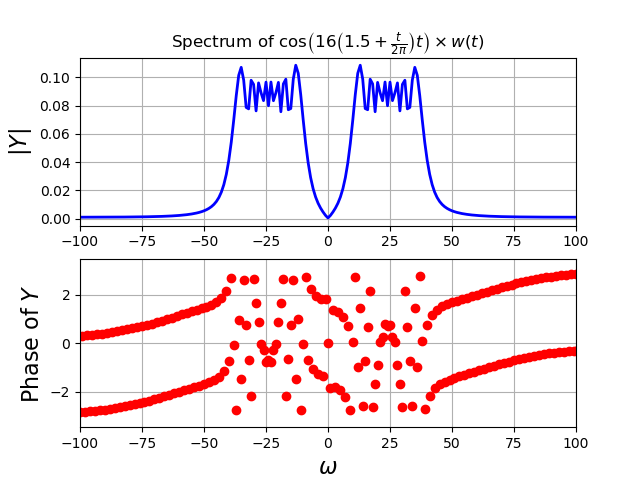 Spectrum of cos(16(1.5 + t/2π)t) × w(t)
|Y|
0.10
0.08
0.06
0.04
0.02
0.00
−100 −75 −50 −25 0 25 50 75 100
Phase of Y
2
0
−2
−100 −75 −50 −25 0 25 50 75 100
ω